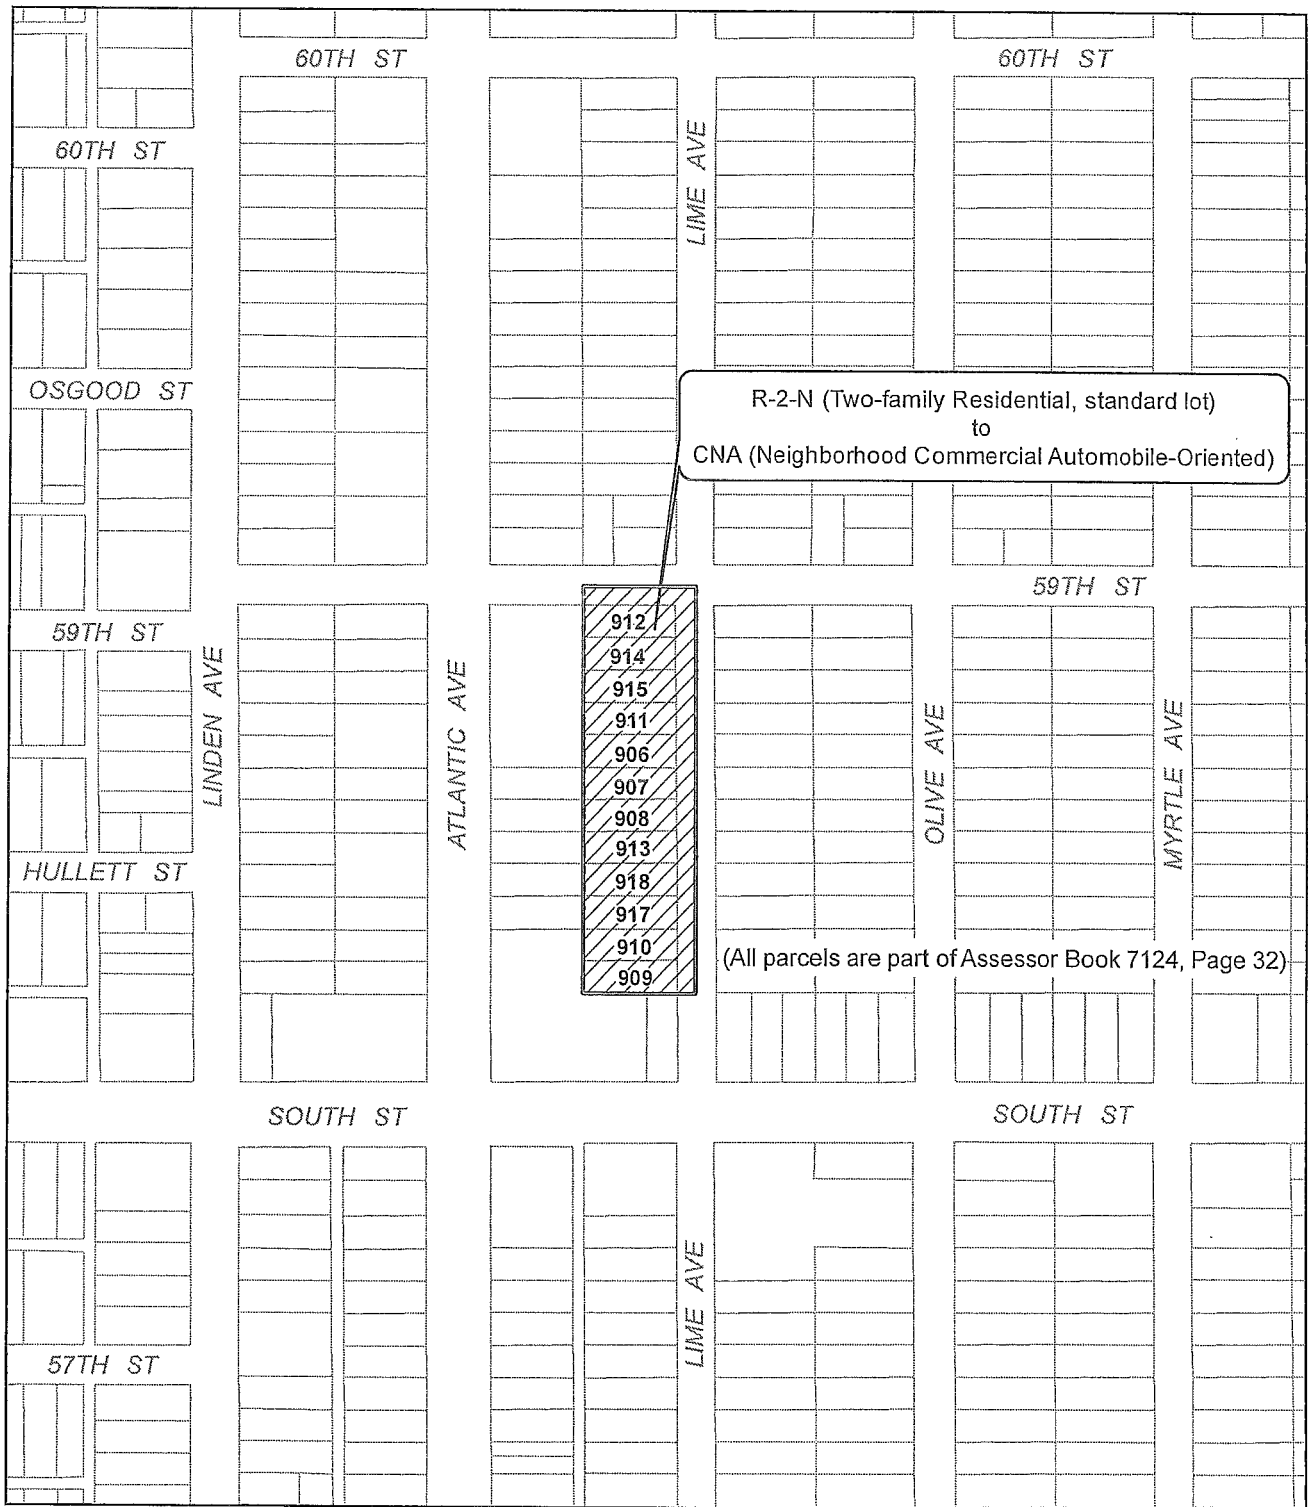 60TH ST
60TH ST
60TH ST
LIME AVE
OSGOOD ST
R-2-N (Two-family Residential, standard lot)
to
CNA (Neighborhood Commercial Automobile-Oriented)
59TH ST
59TH ST
LINDEN AVE
ATLANTIC AVE
912
914
915
911
906
907
908
913
918
917
910
909
OLIVE AVE
MYRTLE AVE
HULLETT ST
(All parcels are part of Assessor Book 7124, Page 32)
SOUTH ST
SOUTH ST
LIME AVE
57TH ST